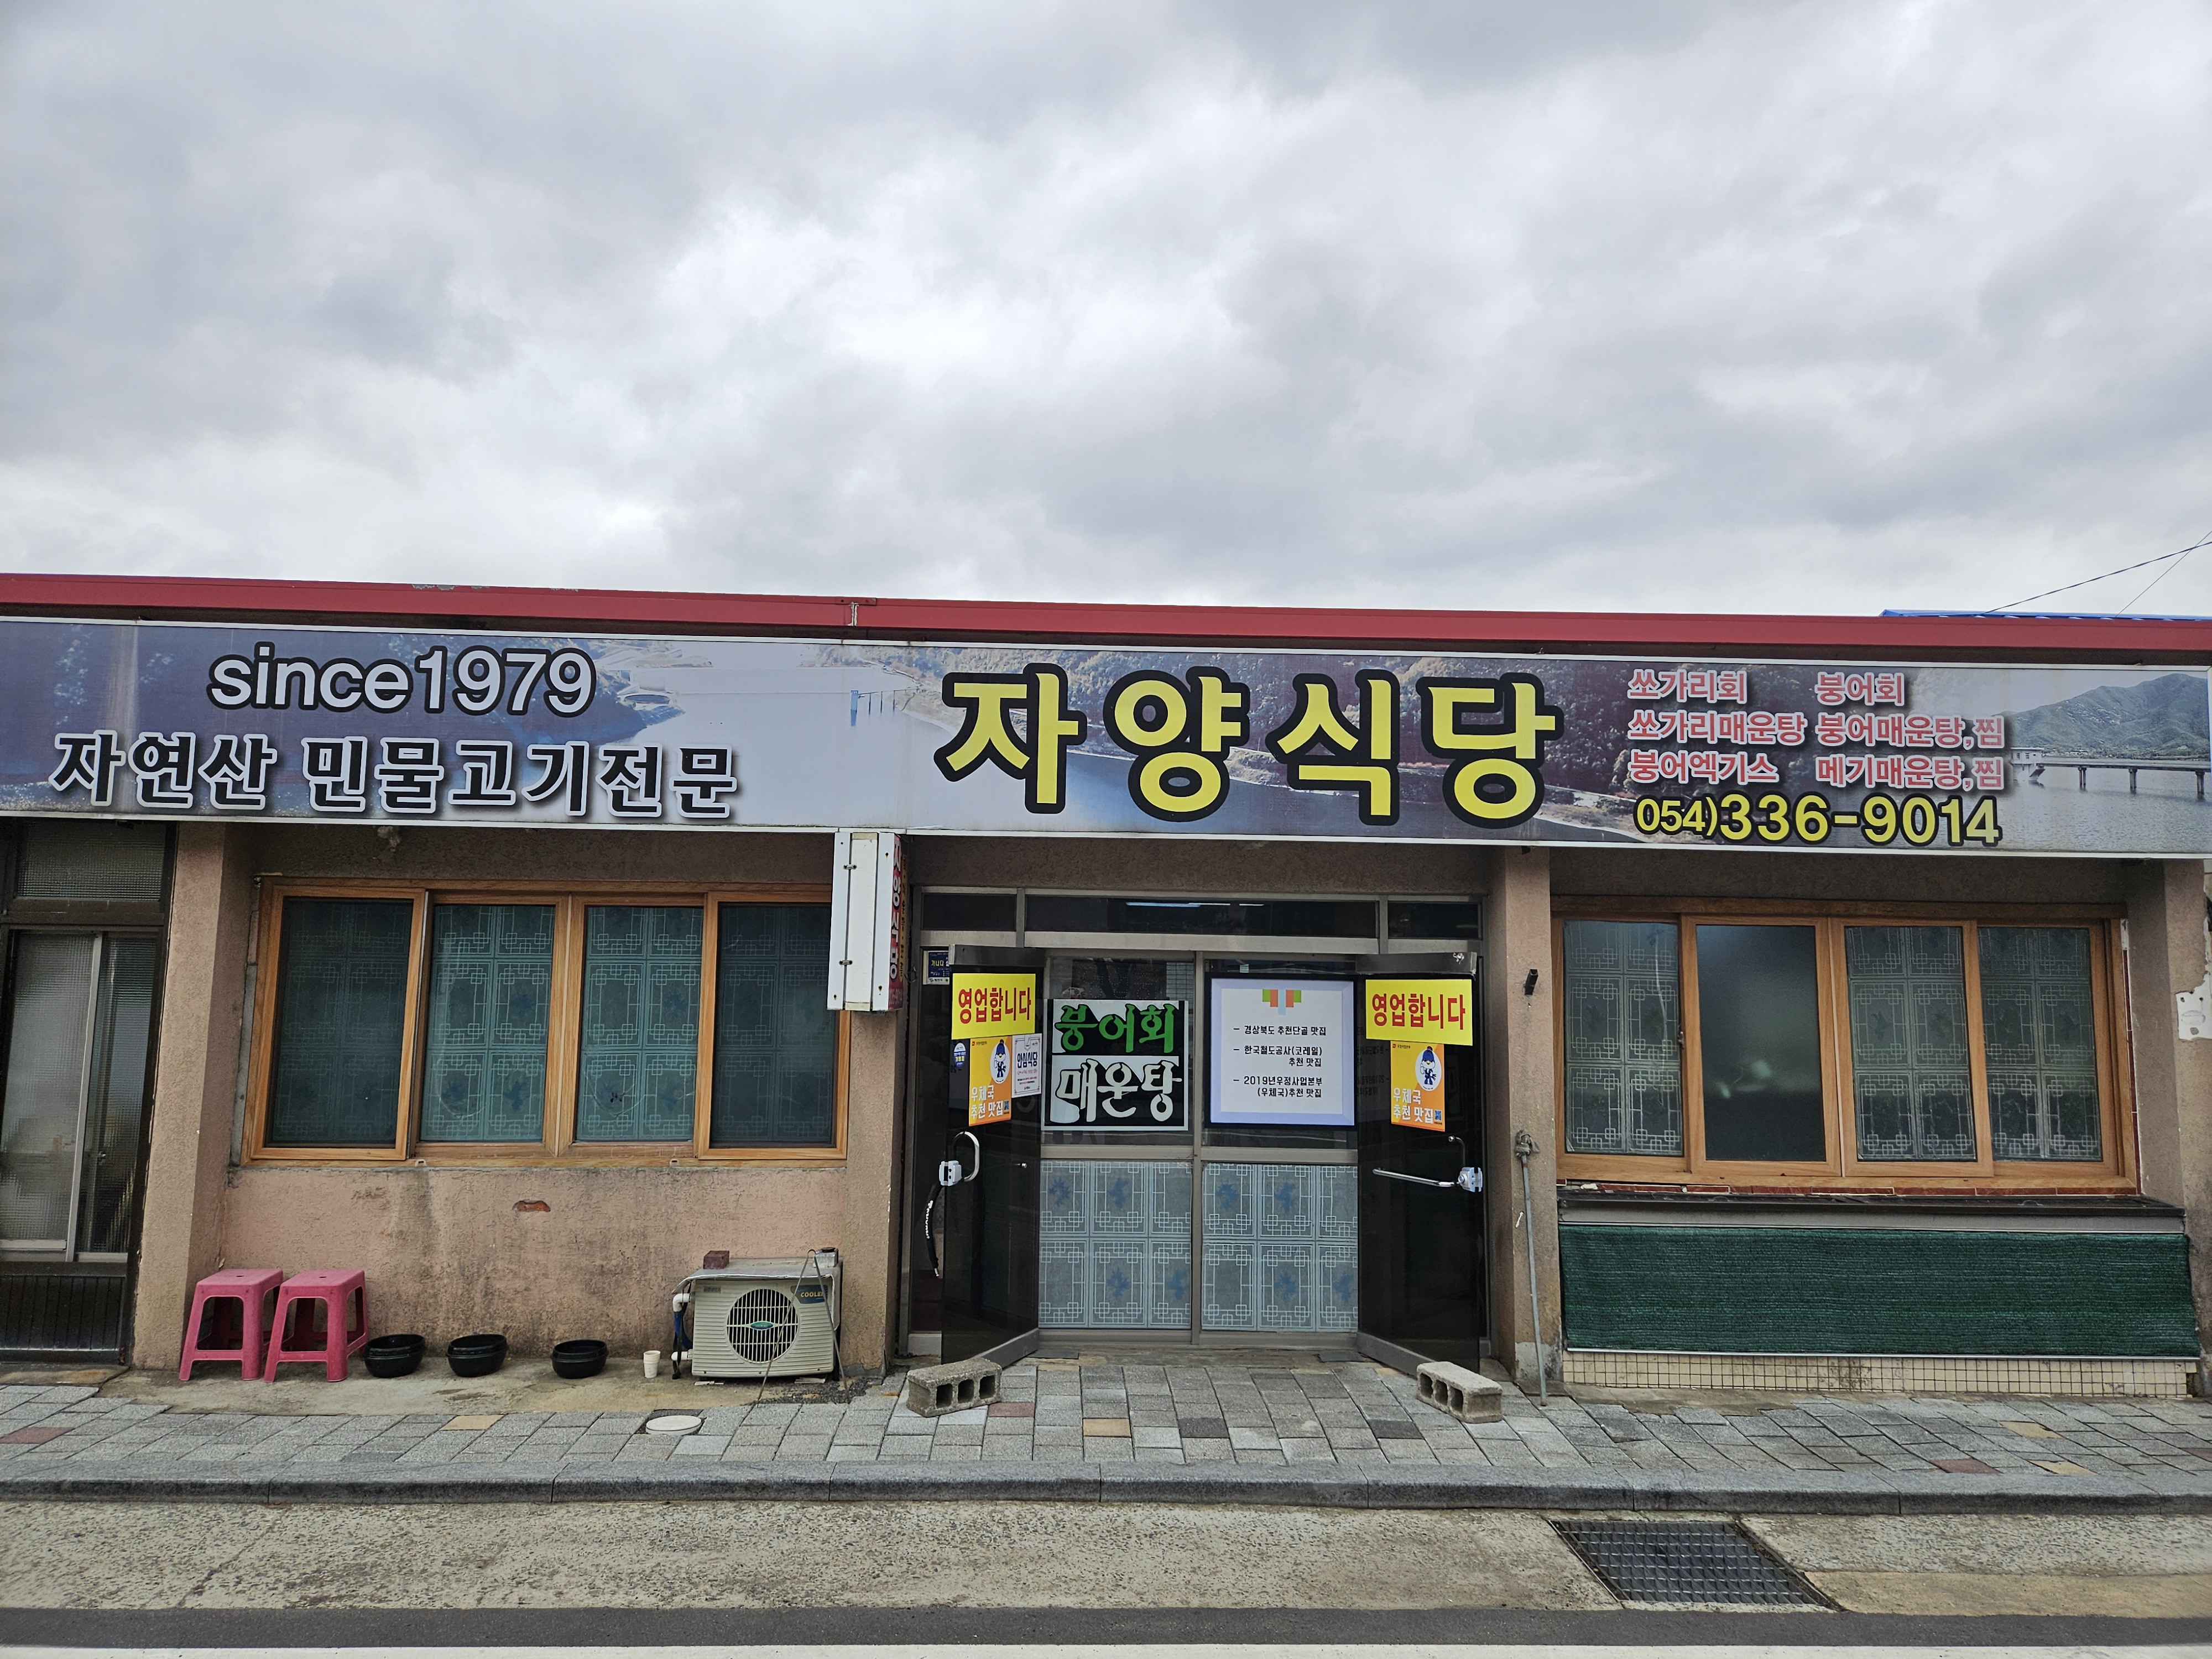 since1979
자연산 민물고기전문
자양식당
쏘가리회 붕어회
쏘가리매운탕 붕어매운탕,찜
붕어엑기스 메기매운탕,찜
054)336-9014
영업합니다
우체국
추천 맛집
안심식당
붕어회
매운탕
- 경상북도 추천단골 맛집
- 한국철도공사(코레일)
추천 맛집
- 2019년우정사업본부
(우체국)추천 맛집
영업합니다
우체국
추천 맛집
COOLER